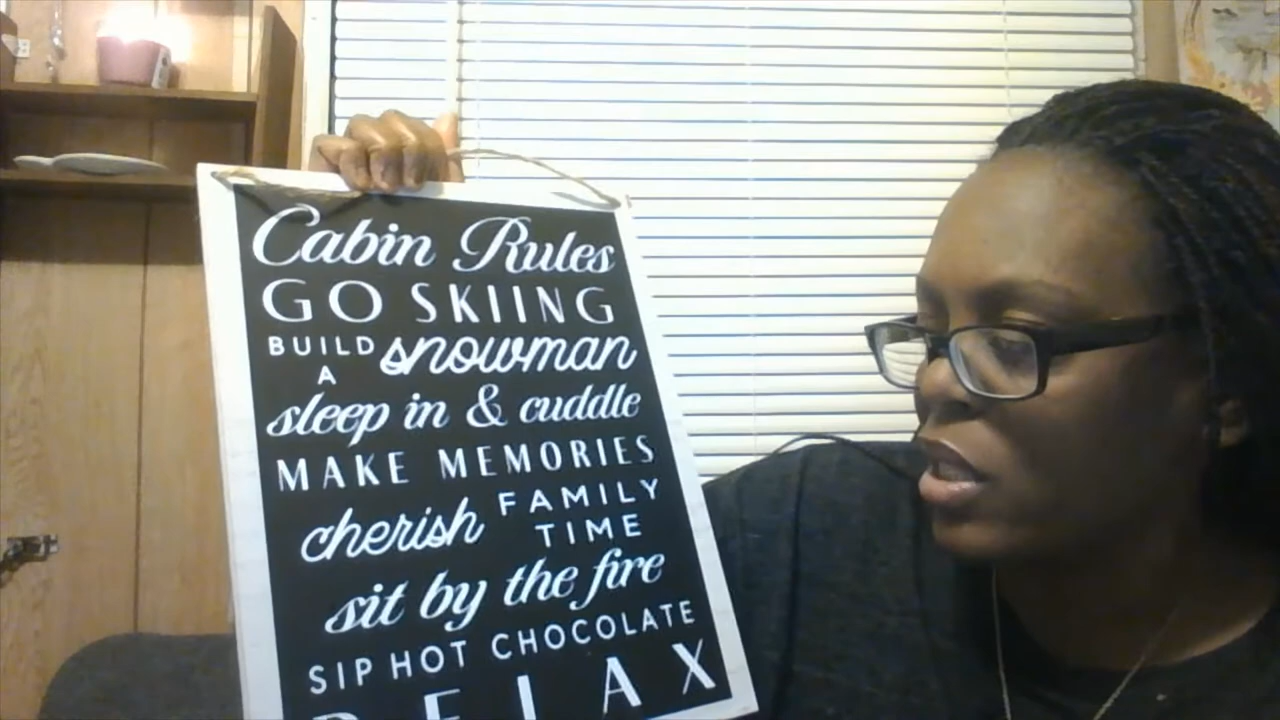 Cabin Rules
GO SKIING
BUILD A snowman
sleep in & cuddle
MAKE MEMORIES
cherish FAMILY TIME
sit by the fire
SIP HOT CHOCOLATE
RELAX